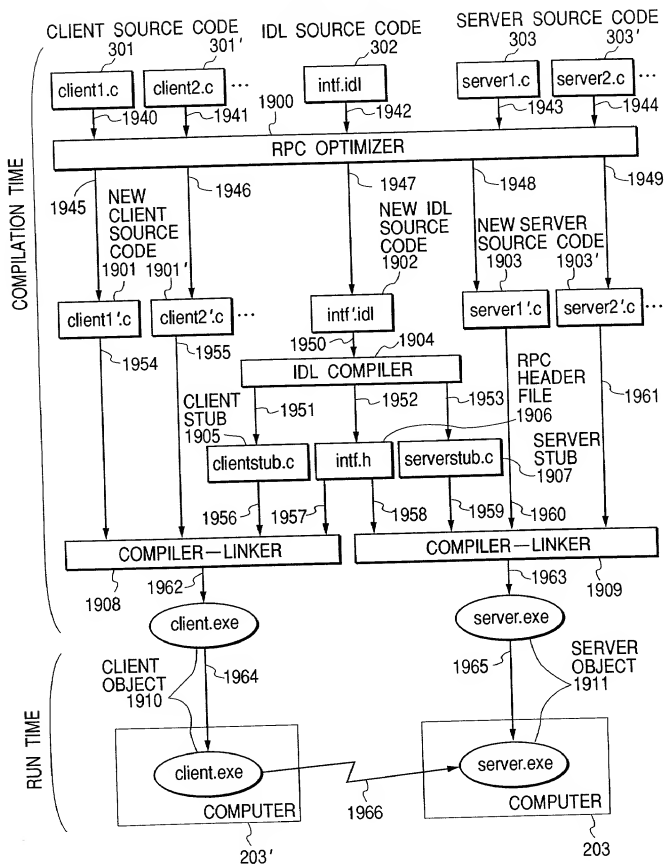 CLIENT SOURCE CODE
IDL SOURCE CODE
SERVER SOURCE CODE
301
301'
302
303
303'
client1.c
client2.c
...
intf.idl
server1.c
server2.c
...
1940
1941
1900
1942
1943
1944
RPC OPTIMIZER
1945
1946
1947
1948
1949
NEW
CLIENT
SOURCE
CODE
1901
1901'
NEW IDL
SOURCE
CODE
1902
NEW SERVER
SOURCE CODE
1903
1903'
client1'.c
client2'.c
...
intf'.idl
server1'.c
server2'.c
...
1954
1955
1950
1904
IDL COMPILER
RPC
HEADER
FILE
1906
1961
1951
1952
1953
CLIENT
STUB
1905
clientstub.c
intf.h
serverstub.c
SERVER
STUB
1907
1956
1957
1958
1959
1960
COMPILER—LINKER
COMPILER—LINKER
1908
1962
1963
1909
client.exe
server.exe
COMPILATION TIME
CLIENT
OBJECT
1910
1964
1965
SERVER
OBJECT
1911
RUN TIME
client.exe
server.exe
COMPUTER
1966
COMPUTER
203'
203